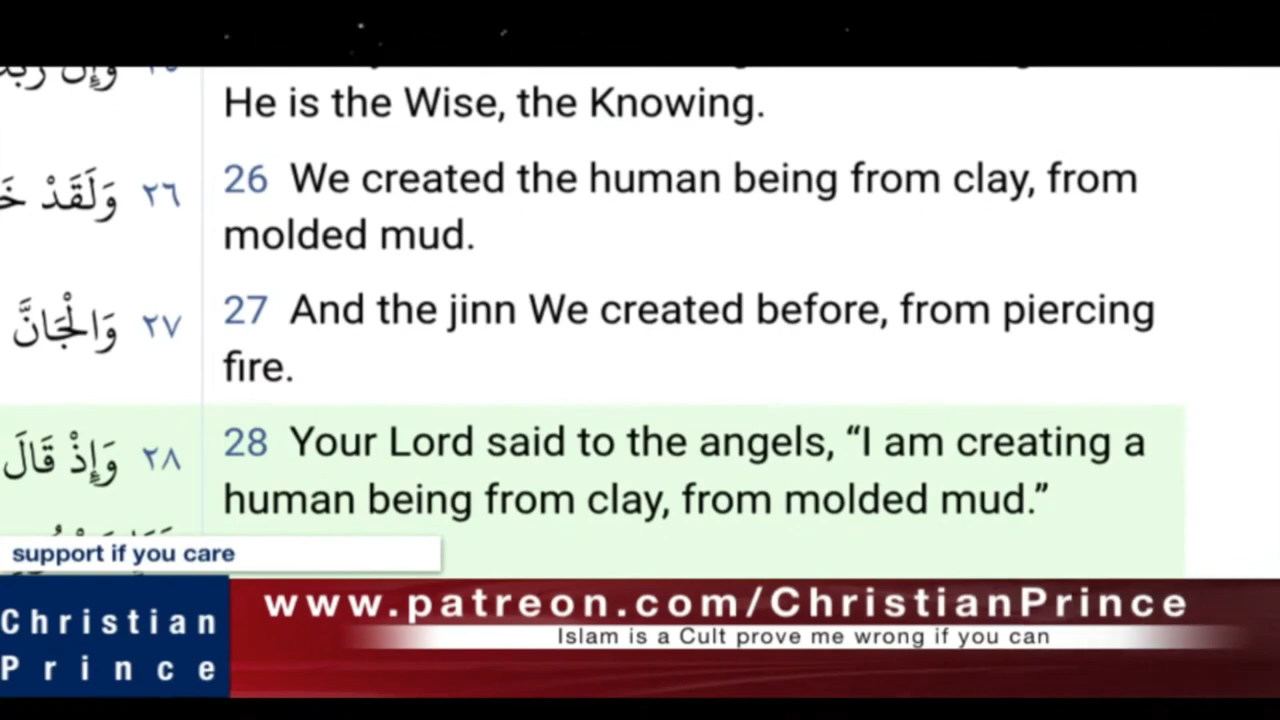 He is the Wise, the Knowing.
٢٦ وَلَقَدْ
26 We created the human being from clay, from
molded mud.
٢٧ وَالْجَانَّ
27 And the jinn We created before, from piercing
fire.
٢٨ وَإِذْ قَالَ
28 Your Lord said to the angels, “I am creating a
human being from clay, from molded mud.”
support if you care
Christian
Prince
www.patreon.com/ChristianPrince
Islam is a Cult prove me wrong if you can